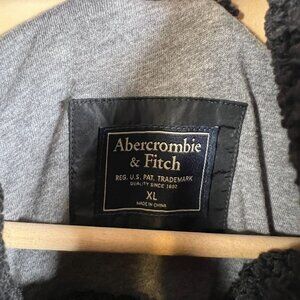 Abercrombie
& Fitch
REG. U.S. PAT. TRADEMARK
QUALITY SINCE 1892
XL
MADE IN CHINA